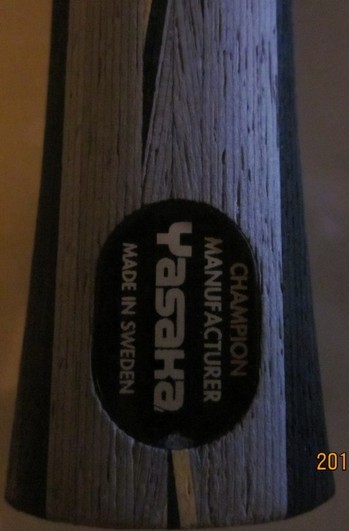 CHAMPION
MANUFACTURER
Yasaka
MADE IN SWEDEN
201